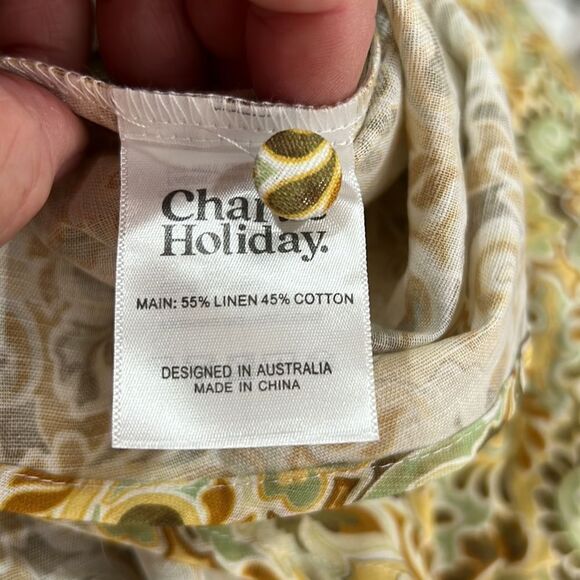 Holiday.
MAIN: 55% LINEN 45% COTTON
DESIGNED IN AUSTRALIA
MADE IN CHINA